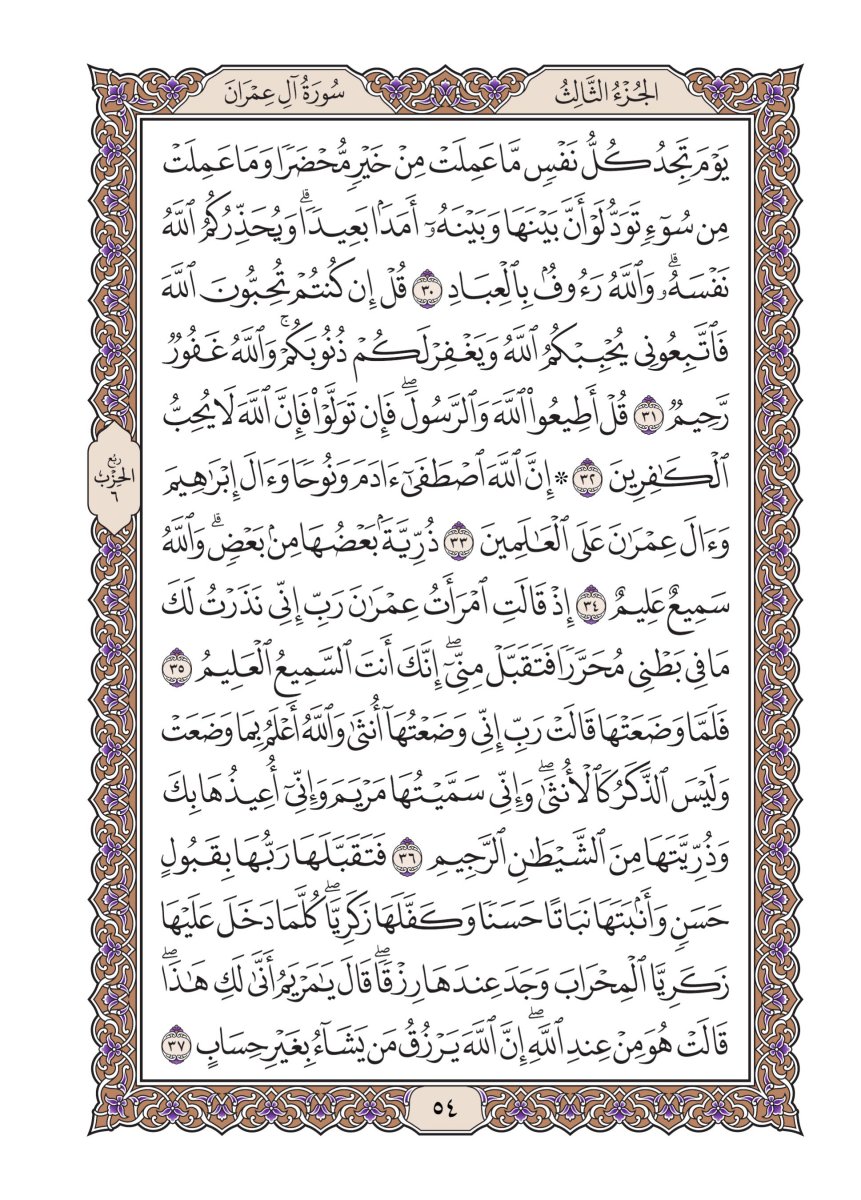 الجُزْءُ الثَّالِثُ
سُورَةُ آلِ عِمْرَانَ
يَوْمَ تَجِدُ كُلُّ نَفْسٖ مَّا عَمِلَتْ مِنْ خَيْرٖ مُّحْضَرٗا وَمَا عَمِلَتْ
مِن سُوٓءٖ تَوَدُّ لَوْ أَنَّ بَيْنَهَا وَبَيْنَهُۥٓ أَمَدَۢا بَعِيدٗاۗ وَيُحَذِّرُكُمُ ٱللَّهُ
نَفْسَهُۥۗ وَٱللَّهُ رَءُوفُۢ بِٱلْعِبَادِ ٣٠ قُلْ إِن كُنتُمْ تُحِبُّونَ ٱللَّهَ
فَٱتَّبِعُونِي يُحْبِبْكُمُ ٱللَّهُ وَيَغْفِرْ لَكُمْ ذُنُوبَكُمْۚ وَٱللَّهُ غَفُورٞ
رَّحِيمٞ ٣١ قُلْ أَطِيعُوا۟ ٱللَّهَ وَٱلرَّسُولَۖ فَإِن تَوَلَّوْا۟ فَإِنَّ ٱللَّهَ لَا يُحِبُّ
ٱلْكَٰفِرِينَ ٣٢ * إِنَّ ٱللَّهَ ٱصْطَفَىٰٓ ءَادَمَ وَنُوحٗا وَءَالَ إِبْرَٰهِيمَ
وَءَالَ عِمْرَٰنَ عَلَى ٱلْعَٰلَمِينَ ٣٣ ذُرِّيَّةَۢ بَعْضُهَا مِنۢ بَعْضٖۗ وَٱللَّهُ
سَمِيعٌ عَلِيمٌ ٣٤ إِذْ قَالَتِ ٱمْرَأَتُ عِمْرَٰنَ رَبِّ إِنِّي نَذَرْتُ لَكَ
مَا فِي بَطْنِي مُحَرَّرٗا فَتَقَبَّلْ مِنِّيٓۖ إِنَّكَ أَنتَ ٱلسَّمِيعُ ٱلْعَلِيمُ ٣٥
فَلَمَّا وَضَعَتْهَا قَالَتْ رَبِّ إِنِّي وَضَعْتُهَآ أُنثَىٰ وَٱللَّهُ أَعْلَمُ بِمَا وَضَعَتْ
وَلَيْسَ ٱلذَّكَرُ كَٱلْأُنثَىٰۖ وَإِنِّي سَمَّيْتُهَا مَرْيَمَ وَإِنِّيٓ أُعِيذُهَا بِكَ
وَذُرِّيَّتَهَا مِنَ ٱلشَّيْطَٰنِ ٱلرَّجِيمِ ٣٦ فَتَقَبَّلَهَا رَبُّهَا بِقَبُولٍ
حَسَنٖ وَأَنۢبَتَهَا نَبَاتًا حَسَنٗا وَكَفَّلَهَا زَكَرِيَّاۖ كُلَّمَا دَخَلَ عَلَيْهَا
زَكَرِيَّا ٱلْمِحْرَابَ وَجَدَ عِندَهَا رِزْقٗاۖ قَالَ يَٰمَرْيَمُ أَنَّىٰ لَكِ هَٰذَاۖ
قَالَتْ هُوَ مِنْ عِندِ ٱللَّهِۖ إِنَّ ٱللَّهَ يَرْزُقُ مَن يَشَآءُ بِغَيْرِ حِسَابٍ ٣٧
رُبْع
الحِزْب
٦
٥٤